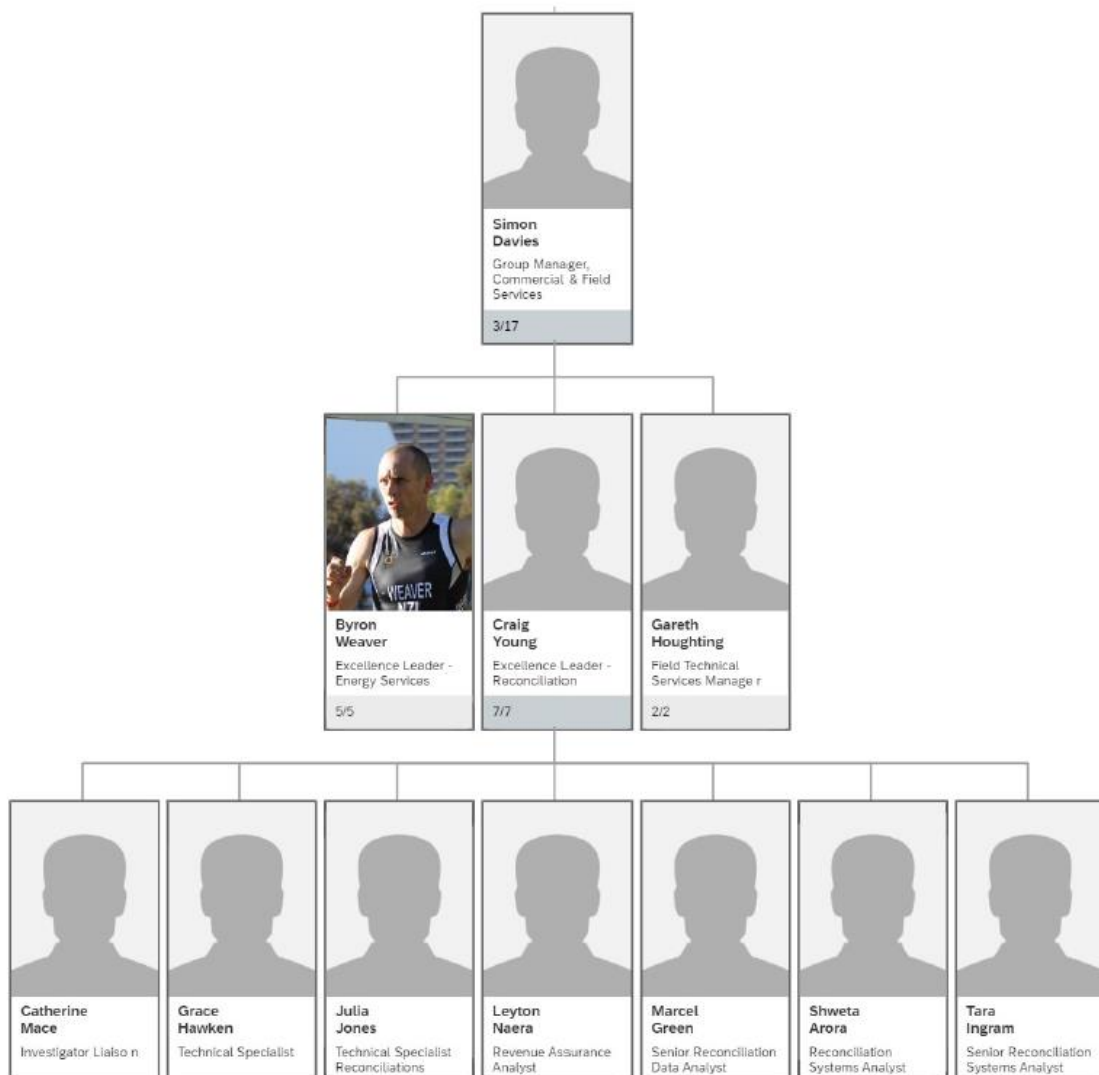 Simon
Davies
Group Manager,
Commercial & Field
Services
3/17
WEAVER
NZL
Byron
Weaver
Excellence Leader -
Energy Services
5/5
Craig
Young
Excellence Leader -
Reconciliation
7/7
Gareth
Houghting
Field Technical
Services Manage r
2/2
Catherine
Mace
Investigator Liaiso n
Grace
Hawken
Technical Specialist
Julia
Jones
Technical Specialist
Reconciliations
Leyton
Naera
Revenue Assurance
Analyst
Marcel
Green
Senior Reconciliation
Data Analyst
Shweta
Arora
Reconciliation
Systems Analyst
Tara
Ingram
Senior Reconciliation
Systems Analyst